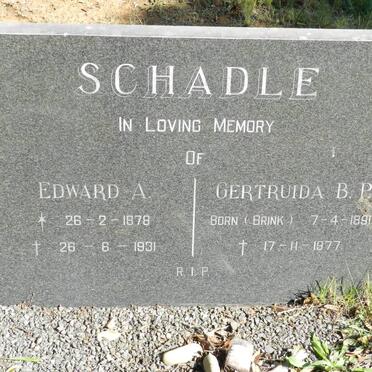 SCHADLE
IN LOVING MEMORY
OF
EDWARD A.
* 26-2-1878
† 26-6-1931
GERTRUIDA B. P.
BORN (BRINK) 7-4-1891
† 17-11-1977
R.I.P.